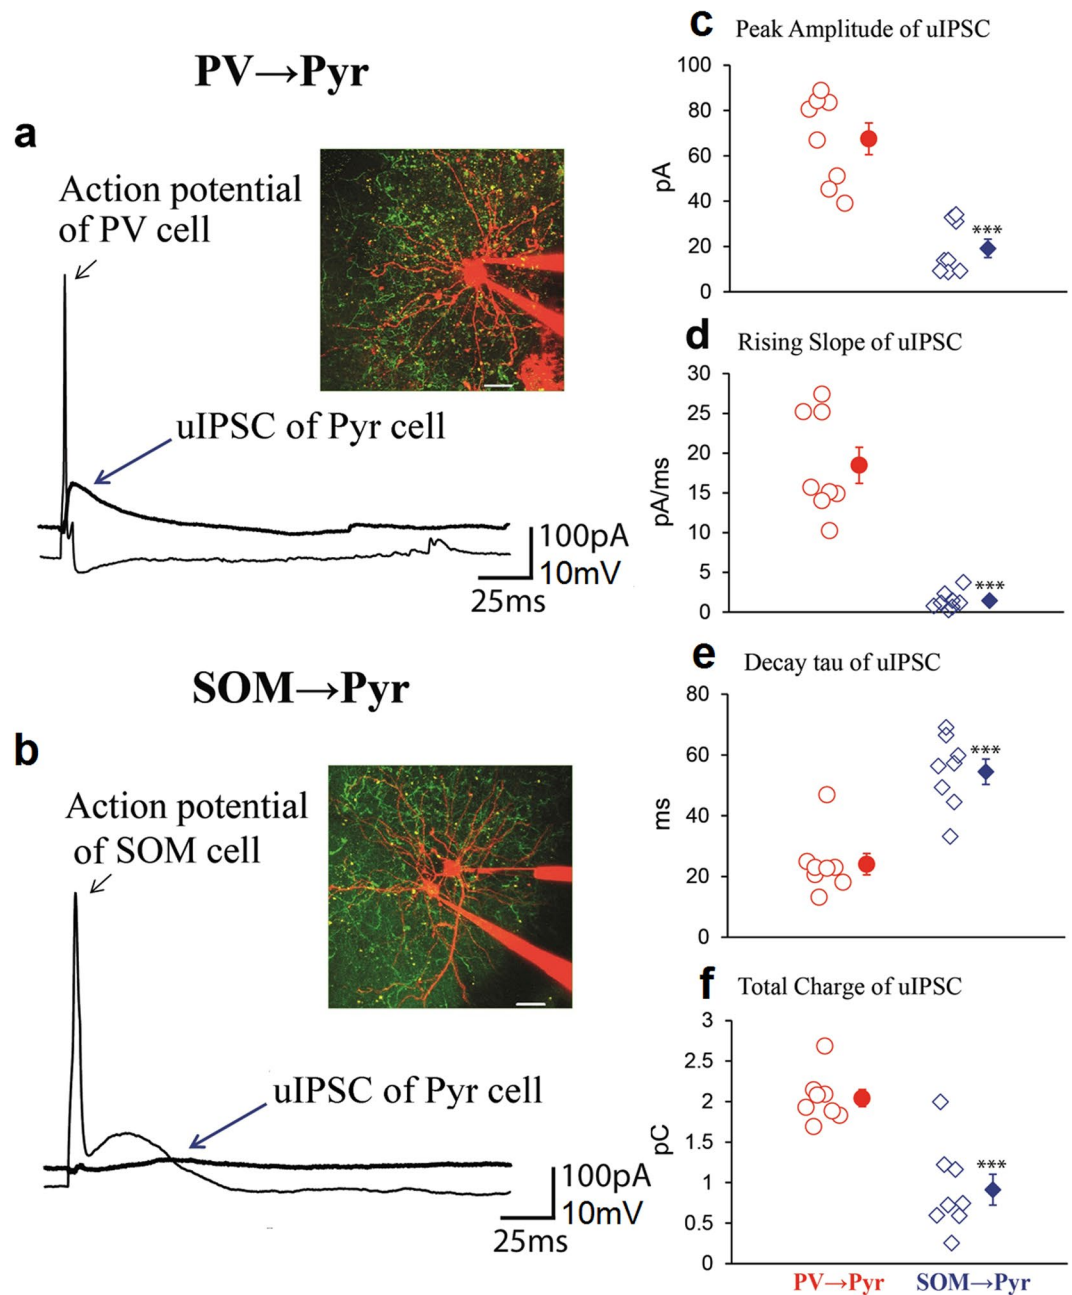 PV→Pyr
a
Action potential
of PV cell
uIPSC of Pyr cell
100pA
10mV
25ms
SOM→Pyr
b
Action potential
of SOM cell
uIPSC of Pyr cell
100pA
10mV
25ms
c Peak Amplitude of uIPSC
100
80
60
40
20
0
pA
***
d Rising Slope of uIPSC
30
25
20
15
10
5
0
pA/ms
***
e Decay tau of uIPSC
80
60
40
20
0
ms
***
f Total Charge of uIPSC
3
2.5
2
1.5
1
0.5
0
pC
***
PV→Pyr SOM→Pyr